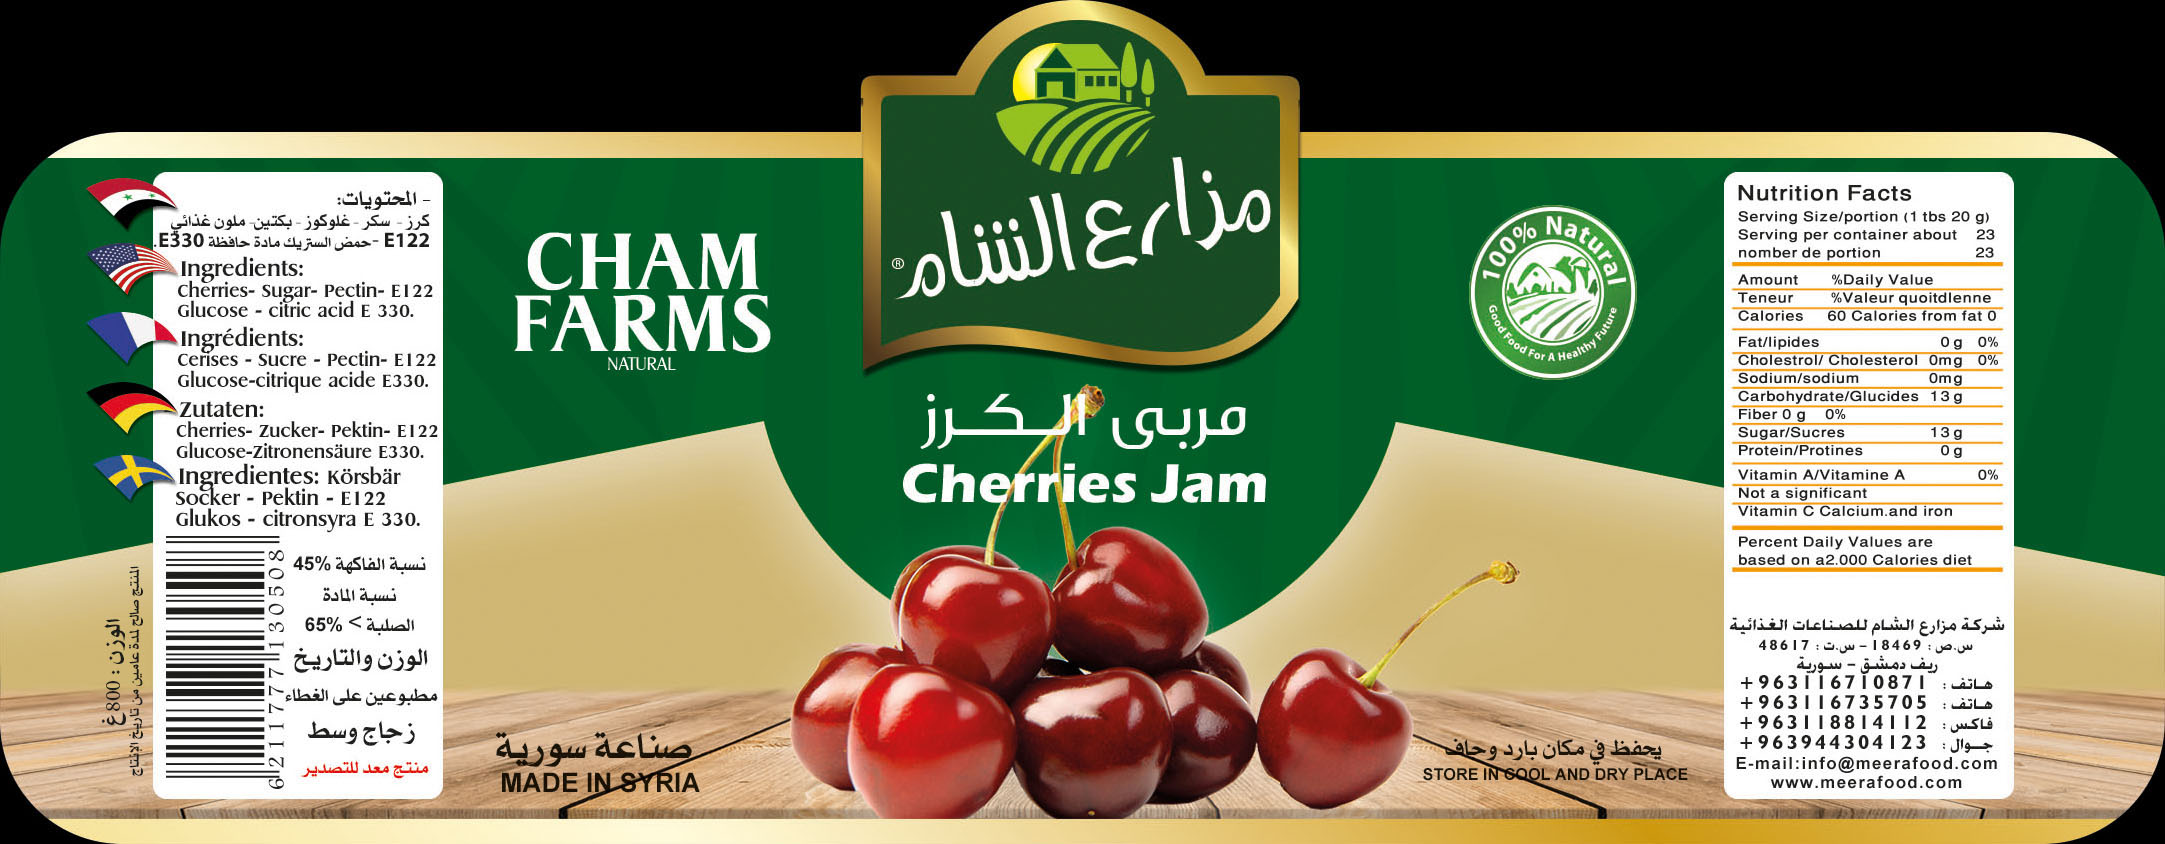 - المحتويات:
كرز - سكر - غلوكوز - بكتين - ملون غذائي
E122 - حمض الستريك مادة حافظة E330.
Ingredients:
Cherries- Sugar- Pectin- E122
Glucose - citric acid E 330.
Ingrédients:
Cerises - Sucre - Pectin- E122
Glucose-citrique acide E330.
Zutaten:
Cherries- Zucker- Pektin- E122
Glucose-Zitronensäure E330.
Ingredientes: Körsbär
Socker - Pektin - E122
Glukos - citronsyra E 330.
نسبة الفاكهة 45%
نسبة المادة
الصلبة > 65%
الوزن والتاريخ
مطبوعين على الغطاء
زجاج وسط
منتج معد للتصدير
6211777130508
الوزن : 800غ
المنتج صالح لمدة عامين من تاريخ الإنتاج
CHAM
FARMS
NATURAL
صناعة سورية
MADE IN SYRIA
مزارع الشام
®
مربى الكرز
Cherries Jam
100% Natural
Good Food For A Healthy Future
يحفظ في مكان بارد وجاف
STORE IN COOL AND DRY PLACE
Nutrition Facts
Serving Size/portion (1 tbs 20 g)
Serving per container about 23
nomber de portion 23
Amount %Daily Value
Teneur %Valeur quoitdlenne
Calories 60 Calories from fat 0
Fat/lipides 0 g 0%
Cholestrol/ Cholesterol 0mg 0%
Sodium/sodium 0mg
Carbohydrate/Glucides 13 g
Fiber 0 g 0%
Sugar/Sucres 13 g
Protein/Protines 0 g
Vitamin A/Vitamine A 0%
Not a significant
Vitamin C Calcium.and iron
Percent Daily Values are
based on a2.000 Calories diet
شركة مزارع الشام للصناعات الغذائية
س.ص : 18469 - س.ت : 48617
ريف دمشق - سورية
هاتف : +963116710871
هاتف : +963116735705
فاكس : +963118814112
جوال : +963944304123
E-mail:info@meerafood.com
www.meerafood.com